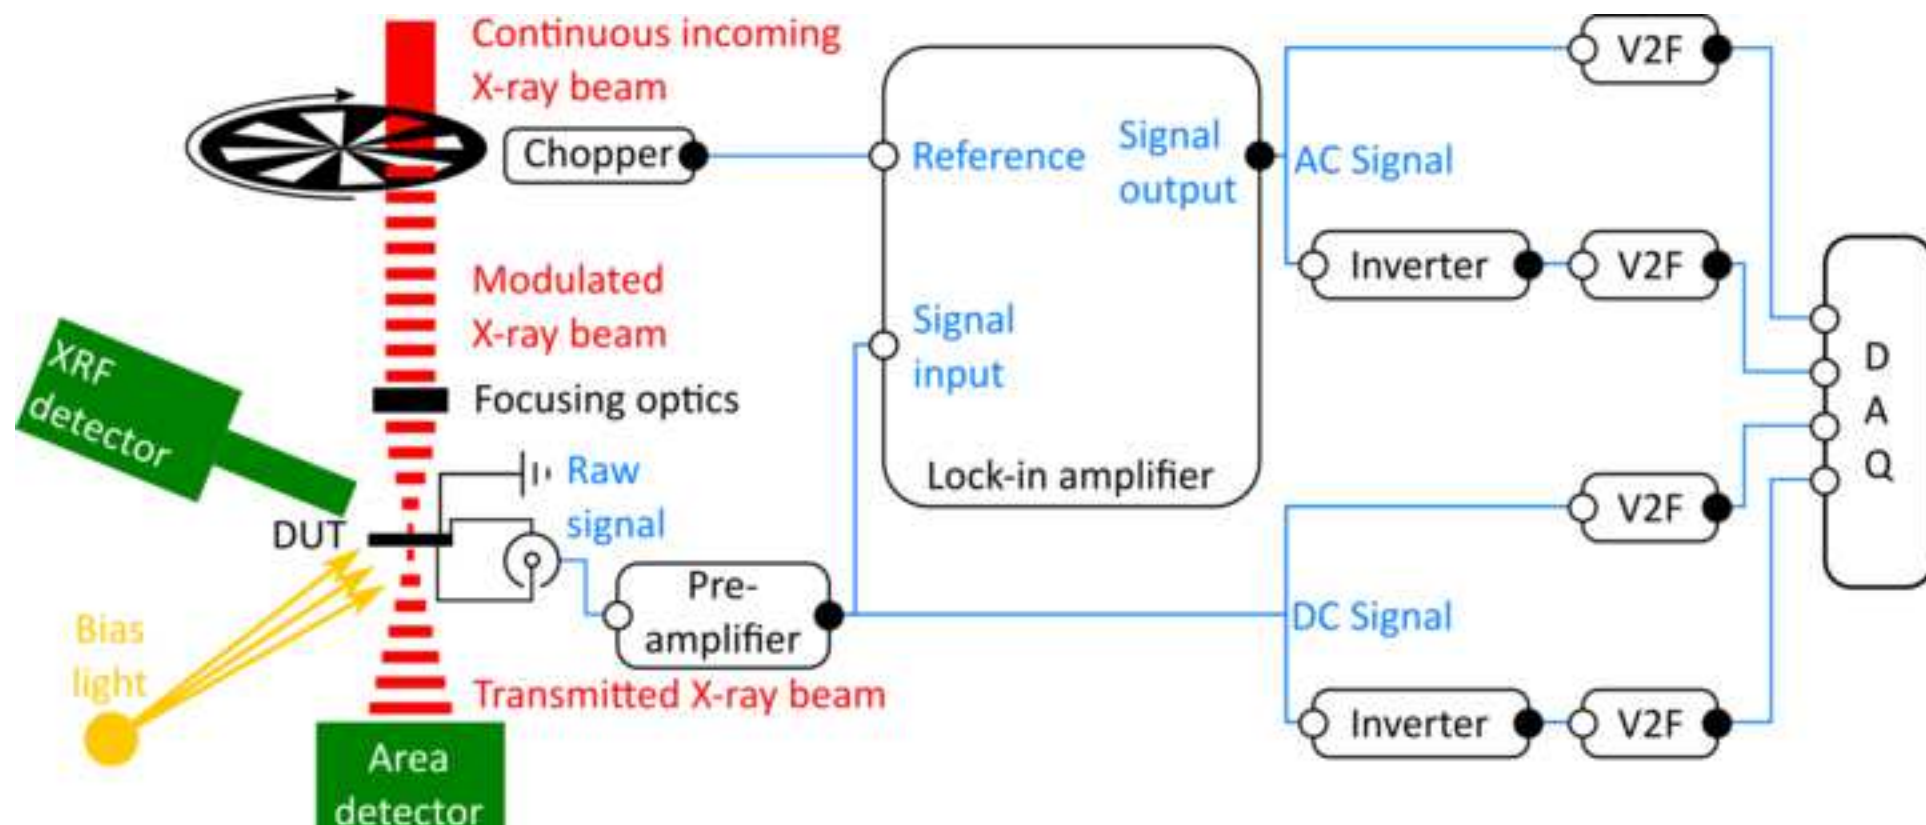 Continuous incoming
X-ray beam
Chopper
Reference
Signal
output
AC Signal
V2F
Inverter
V2F
Modulated
X-ray beam
Signal
input
XRF
detector
Focusing optics
Lock-in amplifier
D
A
Q
Raw
signal
DUT
V2F
Pre-
amplifier
DC Signal
Bias
light
Transmitted X-ray beam
Inverter
V2F
Area
detector